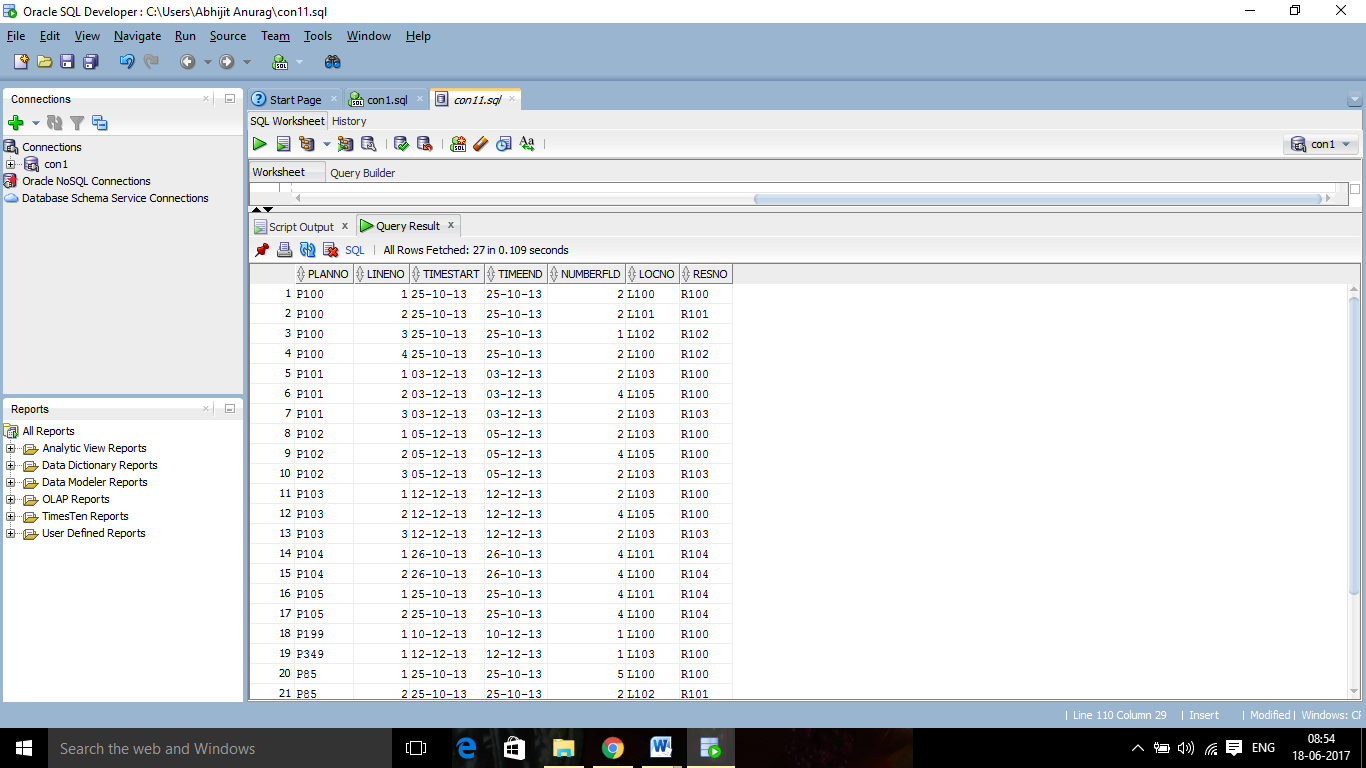 Oracle SQL Developer : C:\Users\Abhijit Anurag\con11.sql
File Edit View Navigate Run Source Team Tools Window Help
Connections
Connections
con1
Oracle NoSQL Connections
Database Schema Service Connections
Reports
All Reports
Analytic View Reports
Data Dictionary Reports
Data Modeler Reports
OLAP Reports
TimesTen Reports
User Defined Reports
Start Page con1.sql con11.sql
SQL Worksheet History
con1
Worksheet Query Builder
Script Output Query Result
SQL All Rows Fetched: 27 in 0.109 seconds
PLANNO LINENO TIMESTART TIMEEND NUMBERFLD LOCNO RESNO
1 P100 1 25-10-13 25-10-13 2 L100 R100
2 P100 2 25-10-13 25-10-13 2 L101 R101
3 P100 3 25-10-13 25-10-13 1 L102 R102
4 P100 4 25-10-13 25-10-13 2 L100 R102
5 P101 1 03-12-13 03-12-13 2 L103 R100
6 P101 2 03-12-13 03-12-13 4 L105 R100
7 P101 3 03-12-13 03-12-13 2 L103 R103
8 P102 1 05-12-13 05-12-13 2 L103 R100
9 P102 2 05-12-13 05-12-13 4 L105 R100
10 P102 3 05-12-13 05-12-13 2 L103 R103
11 P103 1 12-12-13 12-12-13 2 L103 R100
12 P103 2 12-12-13 12-12-13 4 L105 R100
13 P103 3 12-12-13 12-12-13 2 L103 R103
14 P104 1 26-10-13 26-10-13 4 L101 R104
15 P104 2 26-10-13 26-10-13 4 L100 R104
16 P105 1 25-10-13 25-10-13 4 L101 R104
17 P105 2 25-10-13 25-10-13 4 L100 R104
18 P199 1 10-12-13 10-12-13 1 L100 R100
19 P349 1 12-12-13 12-12-13 1 L103 R100
20 P85 1 25-10-13 25-10-13 5 L100 R100
21 P85 2 25-10-13 25-10-13 2 L102 R101
Line 110 Column 29 Insert Modified Windows: CF
Search the web and Windows
ENG
08:54
18-06-2017